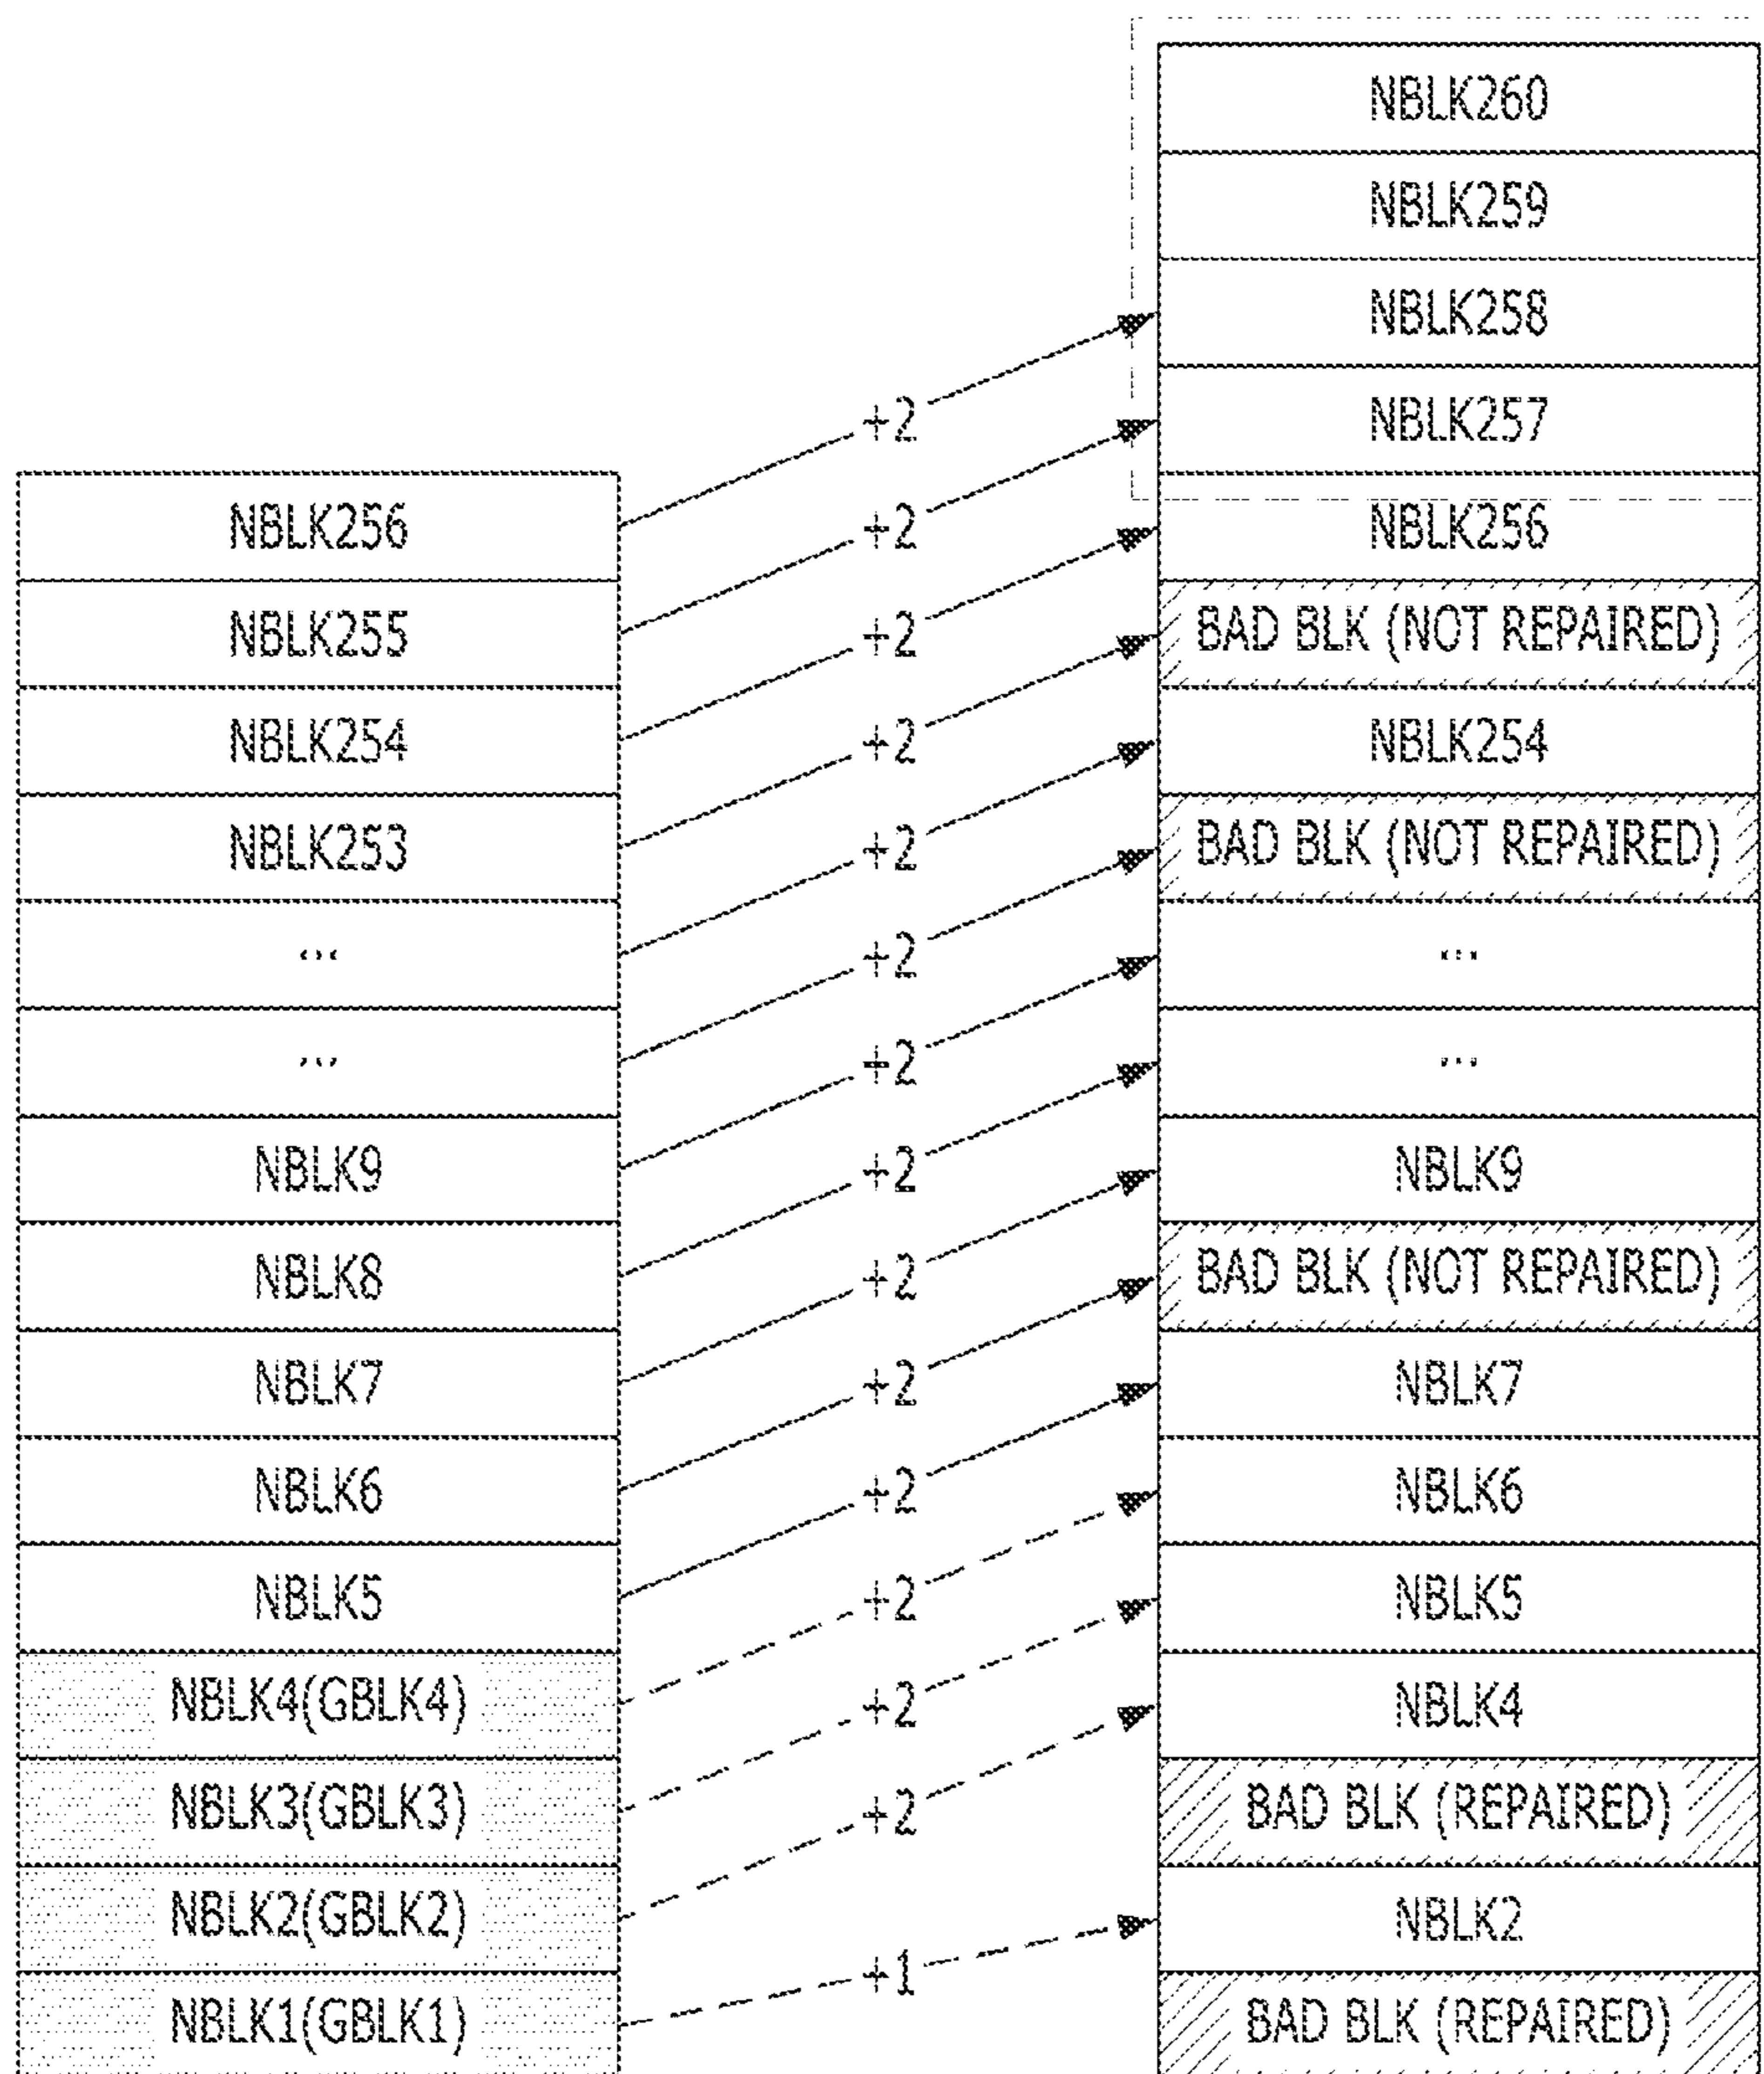 NBLK256
NBLK255
NBLK254
NBLK253
...
...
NBLK9
NBLK8
NBLK7
NBLK6
NBLK5
NBLK4(GBLK4)
NBLK3(GBLK3)
NBLK2(GBLK2)
NBLK1(GBLK1)
+2
+2
+2
+2
+2
+2
+2
+2
+2
+2
+2
+2
+2
+2
+1
NBLK260
NBLK259
NBLK258
NBLK257
NBLK256
BAD BLK (NOT REPAIRED)
NBLK254
BAD BLK (NOT REPAIRED)
...
...
NBLK9
BAD BLK (NOT REPAIRED)
NBLK7
NBLK6
NBLK5
NBLK4
BAD BLK (REPAIRED)
NBLK2
BAD BLK (REPAIRED)